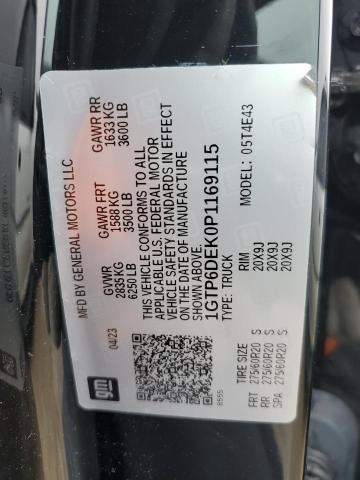 MFD BY GENERAL MOTORS LLC
04/23
GVWR
2835 KG
6250 LB
GAWR FRT
1588 KG
3500 LB
GAWR RR
1633 KG
3600 LB
THIS VEHICLE CONFORMS TO ALL
APPLICABLE U.S. FEDERAL MOTOR
VEHICLE SAFETY STANDARDS IN EFFECT
ON THE DATE OF MANUFACTURE
SHOWN ABOVE.
1GTP6DEK0P1169115
TYPE: TRUCK
MODEL: 05T4E43
TIRE SIZE RIM
FRT 275/60R20 S 20X9J
RR 275/60R20 S 20X9J
SPA 275/60R20 S 20X9J
gm
8555